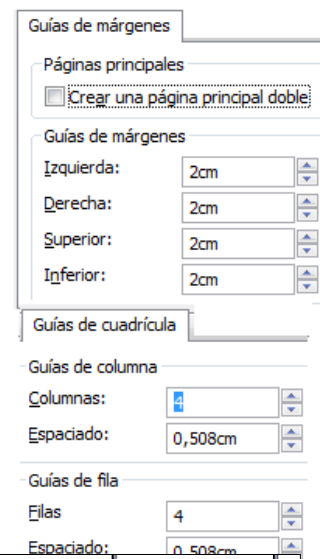 Guías de márgenes
Páginas principales
Crear una página principal doble
Guías de márgenes
Izquierda: 2cm
Derecha: 2cm
Superior: 2cm
Inferior: 2cm
Guías de cuadrícula
Guías de columna
Columnas: 4
Espaciado: 0,508cm
Guías de fila
Filas 4
Espaciado: 0,508cm